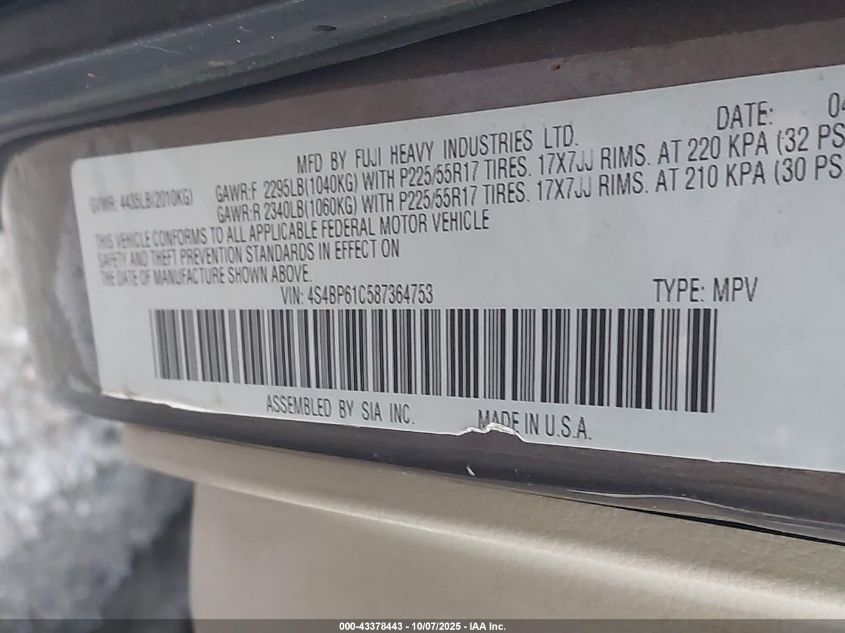 DATE: 04
MFD BY FUJI HEAVY INDUSTRIES LTD.
GVWR: 4435LB(2010KG) GAWR:F 2295LB(1040KG) WITH P225/55R17 TIRES. 17X7JJ RIMS. AT 220 KPA (32 PS
GAWR:R 2340LB(1060KG) WITH P225/55R17 TIRES. 17X7JJ RIMS. AT 210 KPA (30 PS
THIS VEHICLE CONFORMS TO ALL APPLICABLE FEDERAL MOTOR VEHICLE
SAFETY AND THEFT PREVENTION STANDARDS IN EFFECT ON
THE DATE OF MANUFACTURE SHOWN ABOVE.
VIN: 4S4BP61C587364753 TYPE: MPV
ASSEMBLED BY SIA INC. MADE IN U.S.A.
000-43378443 - 10/07/2025 - IAA Inc.